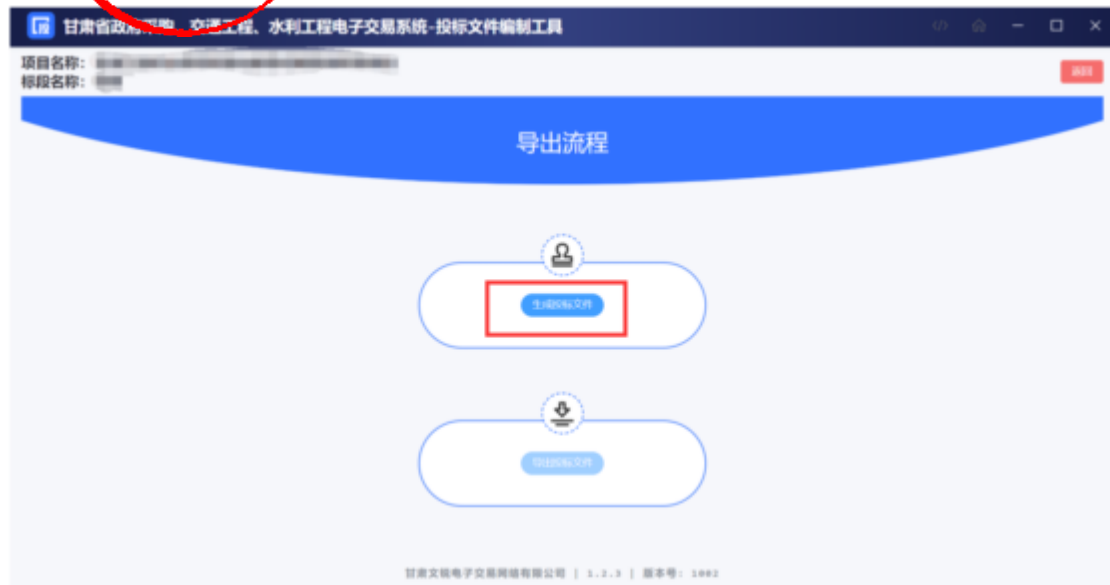 甘肃省政府采购、交通工程、水利工程电子交易系统-投标文件编制工具
项目名称：
标段名称：
返回
导出流程
生成投标文件
导出投标文件
甘肃文锐电子交易网络有限公司 | 1.2.3 | 版本号: 1002